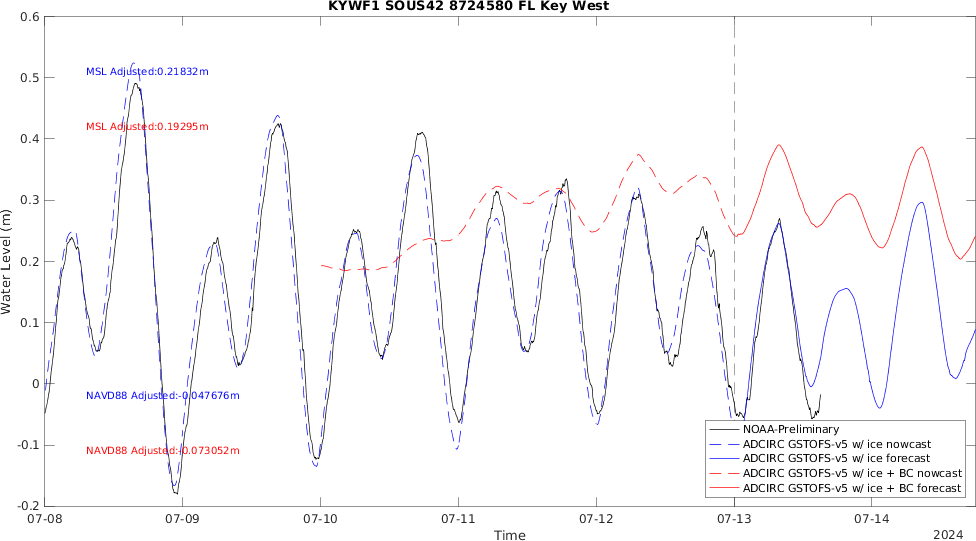 KYWF1 SOUS42 8724580 FL Key West
0.6
0.5
0.4
0.3
0.2
0.1
0
-0.1
-0.2
Water Level (m)
MSL Adjusted:0.21832m
MSL Adjusted:0.19295m
NAVD88 Adjusted:-0.047676m
NAVD88 Adjusted:-0.073052m
NOAA-Preliminary
ADCIRC GSTOFS-v5 w/ ice nowcast
ADCIRC GSTOFS-v5 w/ ice forecast
ADCIRC GSTOFS-v5 w/ ice + BC nowcast
ADCIRC GSTOFS-v5 w/ ice + BC forecast
07-08 07-09 07-10 07-11 07-12 07-13 07-14
Time
2024